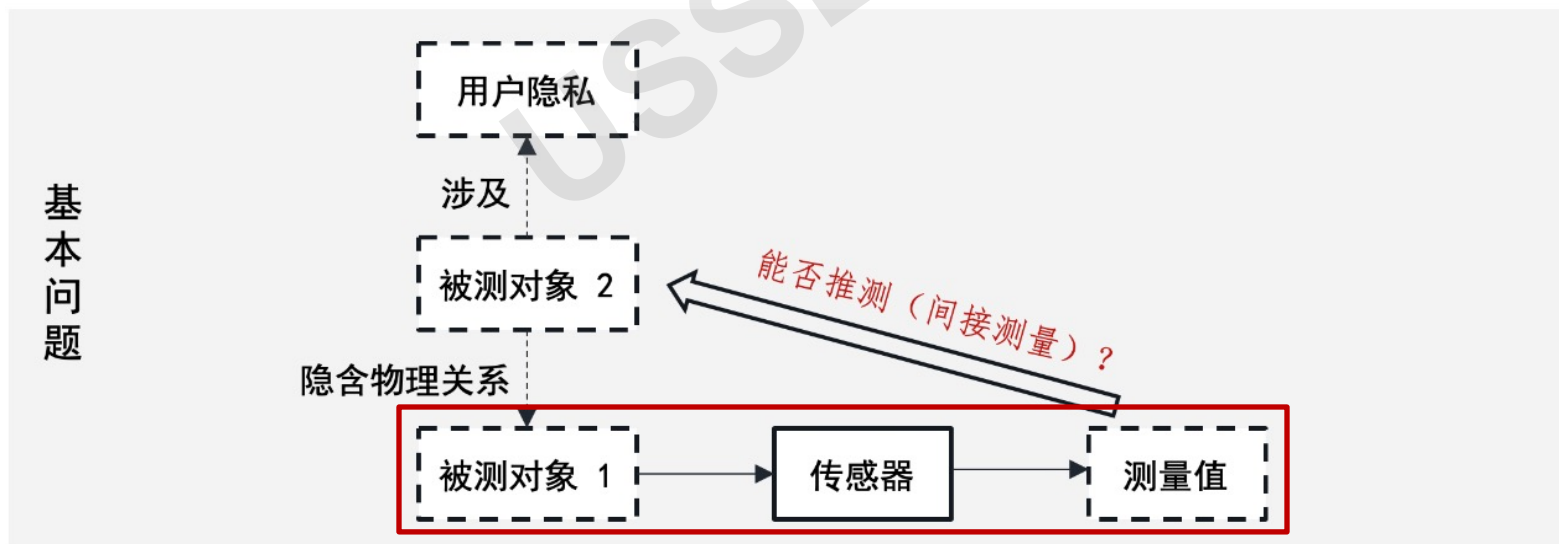 用户隐私
涉及
基本问题
被测对象 2
能否推测（间接测量）？
隐含物理关系
被测对象 1
传感器
测量值